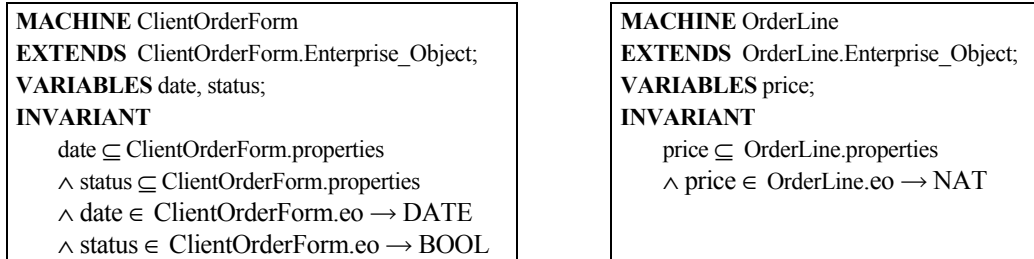 MACHINE ClientOrderForm
EXTENDS ClientOrderForm.Enterprise_Object;
VARIABLES date, status;
INVARIANT
date ⊆ ClientOrderForm.properties
∧ status ⊆ ClientOrderForm.properties
∧ date ∈ ClientOrderForm.eo → DATE
∧ status ∈ ClientOrderForm.eo → BOOL
MACHINE OrderLine
EXTENDS OrderLine.Enterprise_Object;
VARIABLES price;
INVARIANT
price ⊆ OrderLine.properties
∧ price ∈ OrderLine.eo → NAT